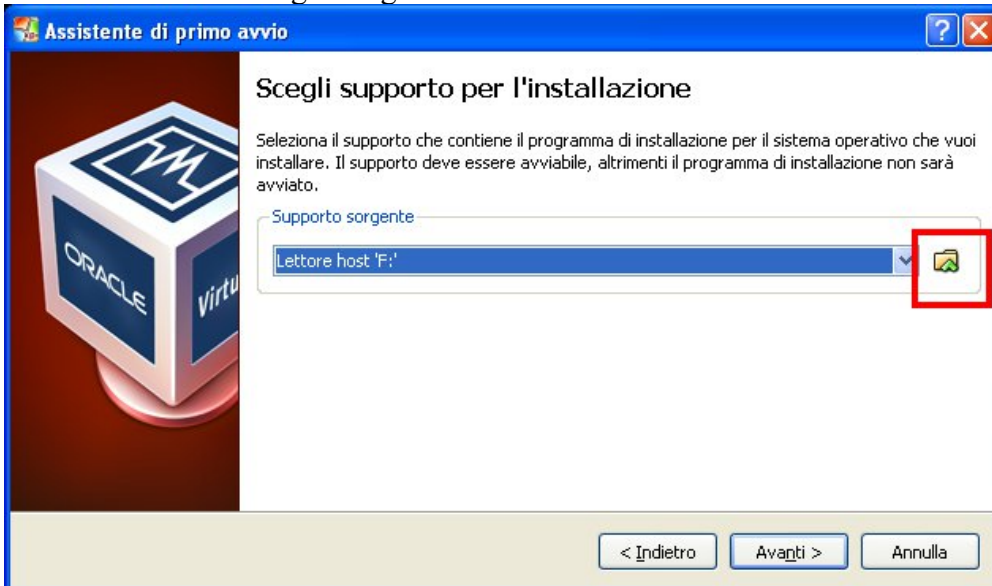 Assistente di primo avvio
Scegli supporto per l'installazione
Seleziona il supporto che contiene il programma di installazione per il sistema operativo che vuoi
installare. Il supporto deve essere avviabile, altrimenti il programma di installazione non sarà
avviato.
Supporto sorgente
Lettore host 'F:'
ORACLE
Virtu
< Indietro
Avanti >
Annulla